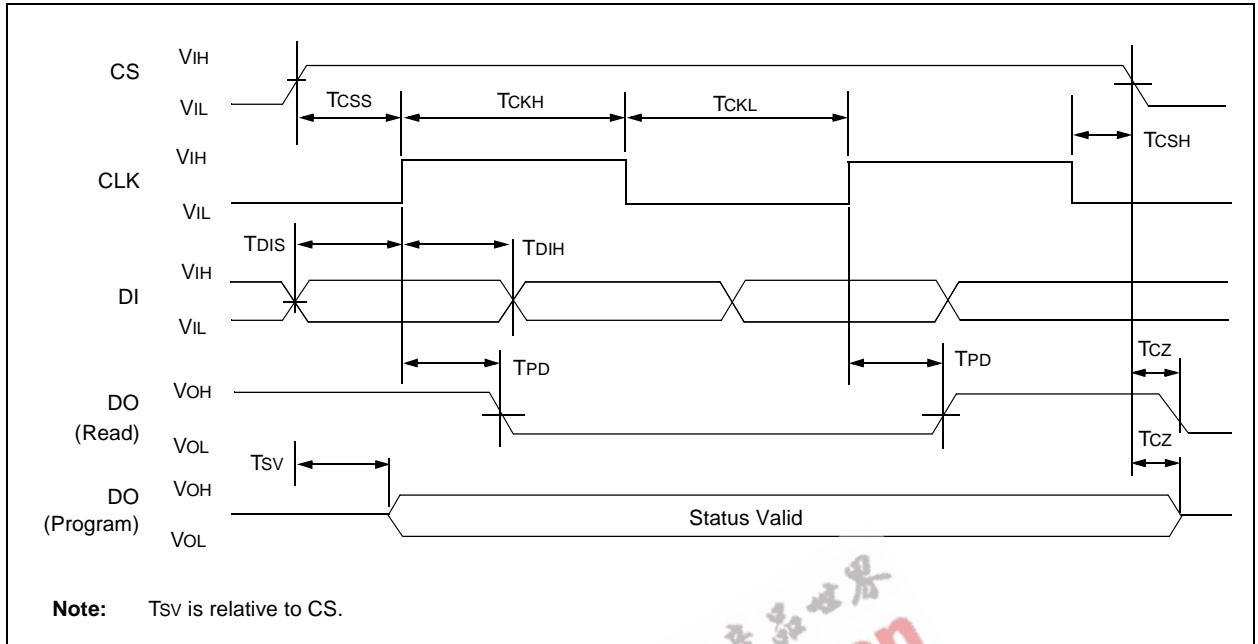 CS
VIH
VIL
TCSS
TCKH
TCKL
TCSH
CLK
VIH
VIL
TDIS
TDIH
DI
VIH
VIL
TPD
TPD
TCZ
DO
(Read)
VOH
VOL
TCZ
TSV
DO
(Program)
VOH
VOL
Status Valid
Note: TSV is relative to CS.